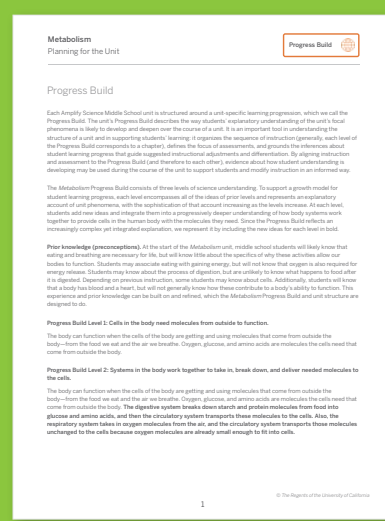 Metabolism
Planning for the Unit
Progress Build
Progress Build
Each Amplify Science Middle School unit is structured around a unit-specific learning progression, which we call the
Progress Build. The unit's Progress Build describes the way students' explanatory understanding of the unit's focal
phenomena is likely to develop and deepen over the course of a unit. It is an important tool in understanding the
structure of a unit and in supporting students' learning: it organizes the sequence of instruction (generally, each level of
the Progress Build corresponds to a chapter), defines the focus of assessments, and grounds the inferences about
student learning progress that guide suggested instructional adjustments and differentiation. By aligning instruction
and assessment to the Progress Build (and therefore to each other), evidence about how student understanding is
developing may be used during the course of the unit to support students and modify instruction in an informed way.
The Metabolism Progress Build consists of three levels of science understanding. To support a growth model for
student learning progress, each level encompasses all of the ideas of prior levels and represents an explanatory
account of unit phenomena, with the sophistication of that account increasing as the levels increase. At each level,
students add new ideas and integrate them into a progressively deeper understanding of how body systems work
together to provide cells in the human body with the molecules they need. Since the Progress Build reflects an
increasingly complex yet integrated explanation, we represent it by including the new ideas for each level in bold.
Prior knowledge (preconceptions). At the start of the Metabolism unit, middle school students will likely know that
eating and breathing are necessary for life, but will know little about the specifics of why these activities allow our
bodies to function. Students may associate eating with gaining energy, but will not know that oxygen is also required for
energy release. Students may know about the process of digestion, but are unlikely to know what happens to food after
it is digested. Depending on previous instruction, some students may know about cells. Additionally, students will know
that a body has blood and a heart, but will not generally know how these contribute to a body's ability to function. This
experience and prior knowledge can be built on and refined, which the Metabolism Progress Build and unit structure are
designed to do.
Progress Build Level 1: Cells in the body need molecules from outside to function.
The body can function when the cells of the body are getting and using molecules that come from outside the
body—from the food we eat and the air we breathe. Oxygen, glucose, and amino acids are molecules the cells need that
come from outside the body.
Progress Build Level 2: Systems in the body work together to take in, break down, and deliver needed molecules to
the cells.
The body can function when the cells of the body are getting and using molecules that come from outside the
body—from the food we eat and the air we breathe. Oxygen, glucose, and amino acids are molecules the cells need that
come from outside the body. The digestive system breaks down starch and protein molecules from food into
glucose and amino acids, and then the circulatory system transports these molecules to the cells. Also, the
respiratory system takes in oxygen molecules from the air, and the circulatory system transports those molecules
unchanged to the cells because oxygen molecules are already small enough to fit into cells.
© The Regents of the University of California
1